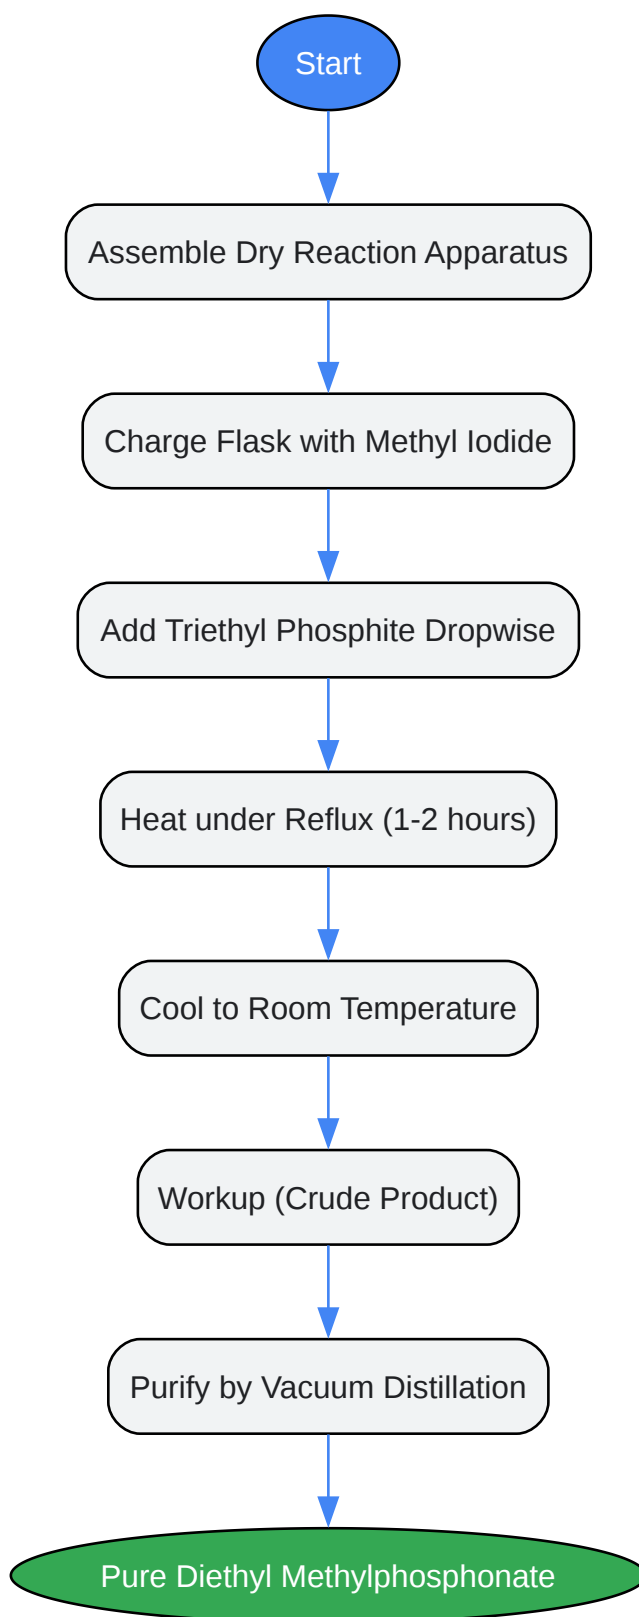 Start
Assemble Dry Reaction Apparatus
Charge Flask with Methyl Iodide
Add Triethyl Phosphite Dropwise
Heat under Reflux (1-2 hours)
Cool to Room Temperature
Workup (Crude Product)
Purify by Vacuum Distillation
Pure Diethyl Methylphosphonate